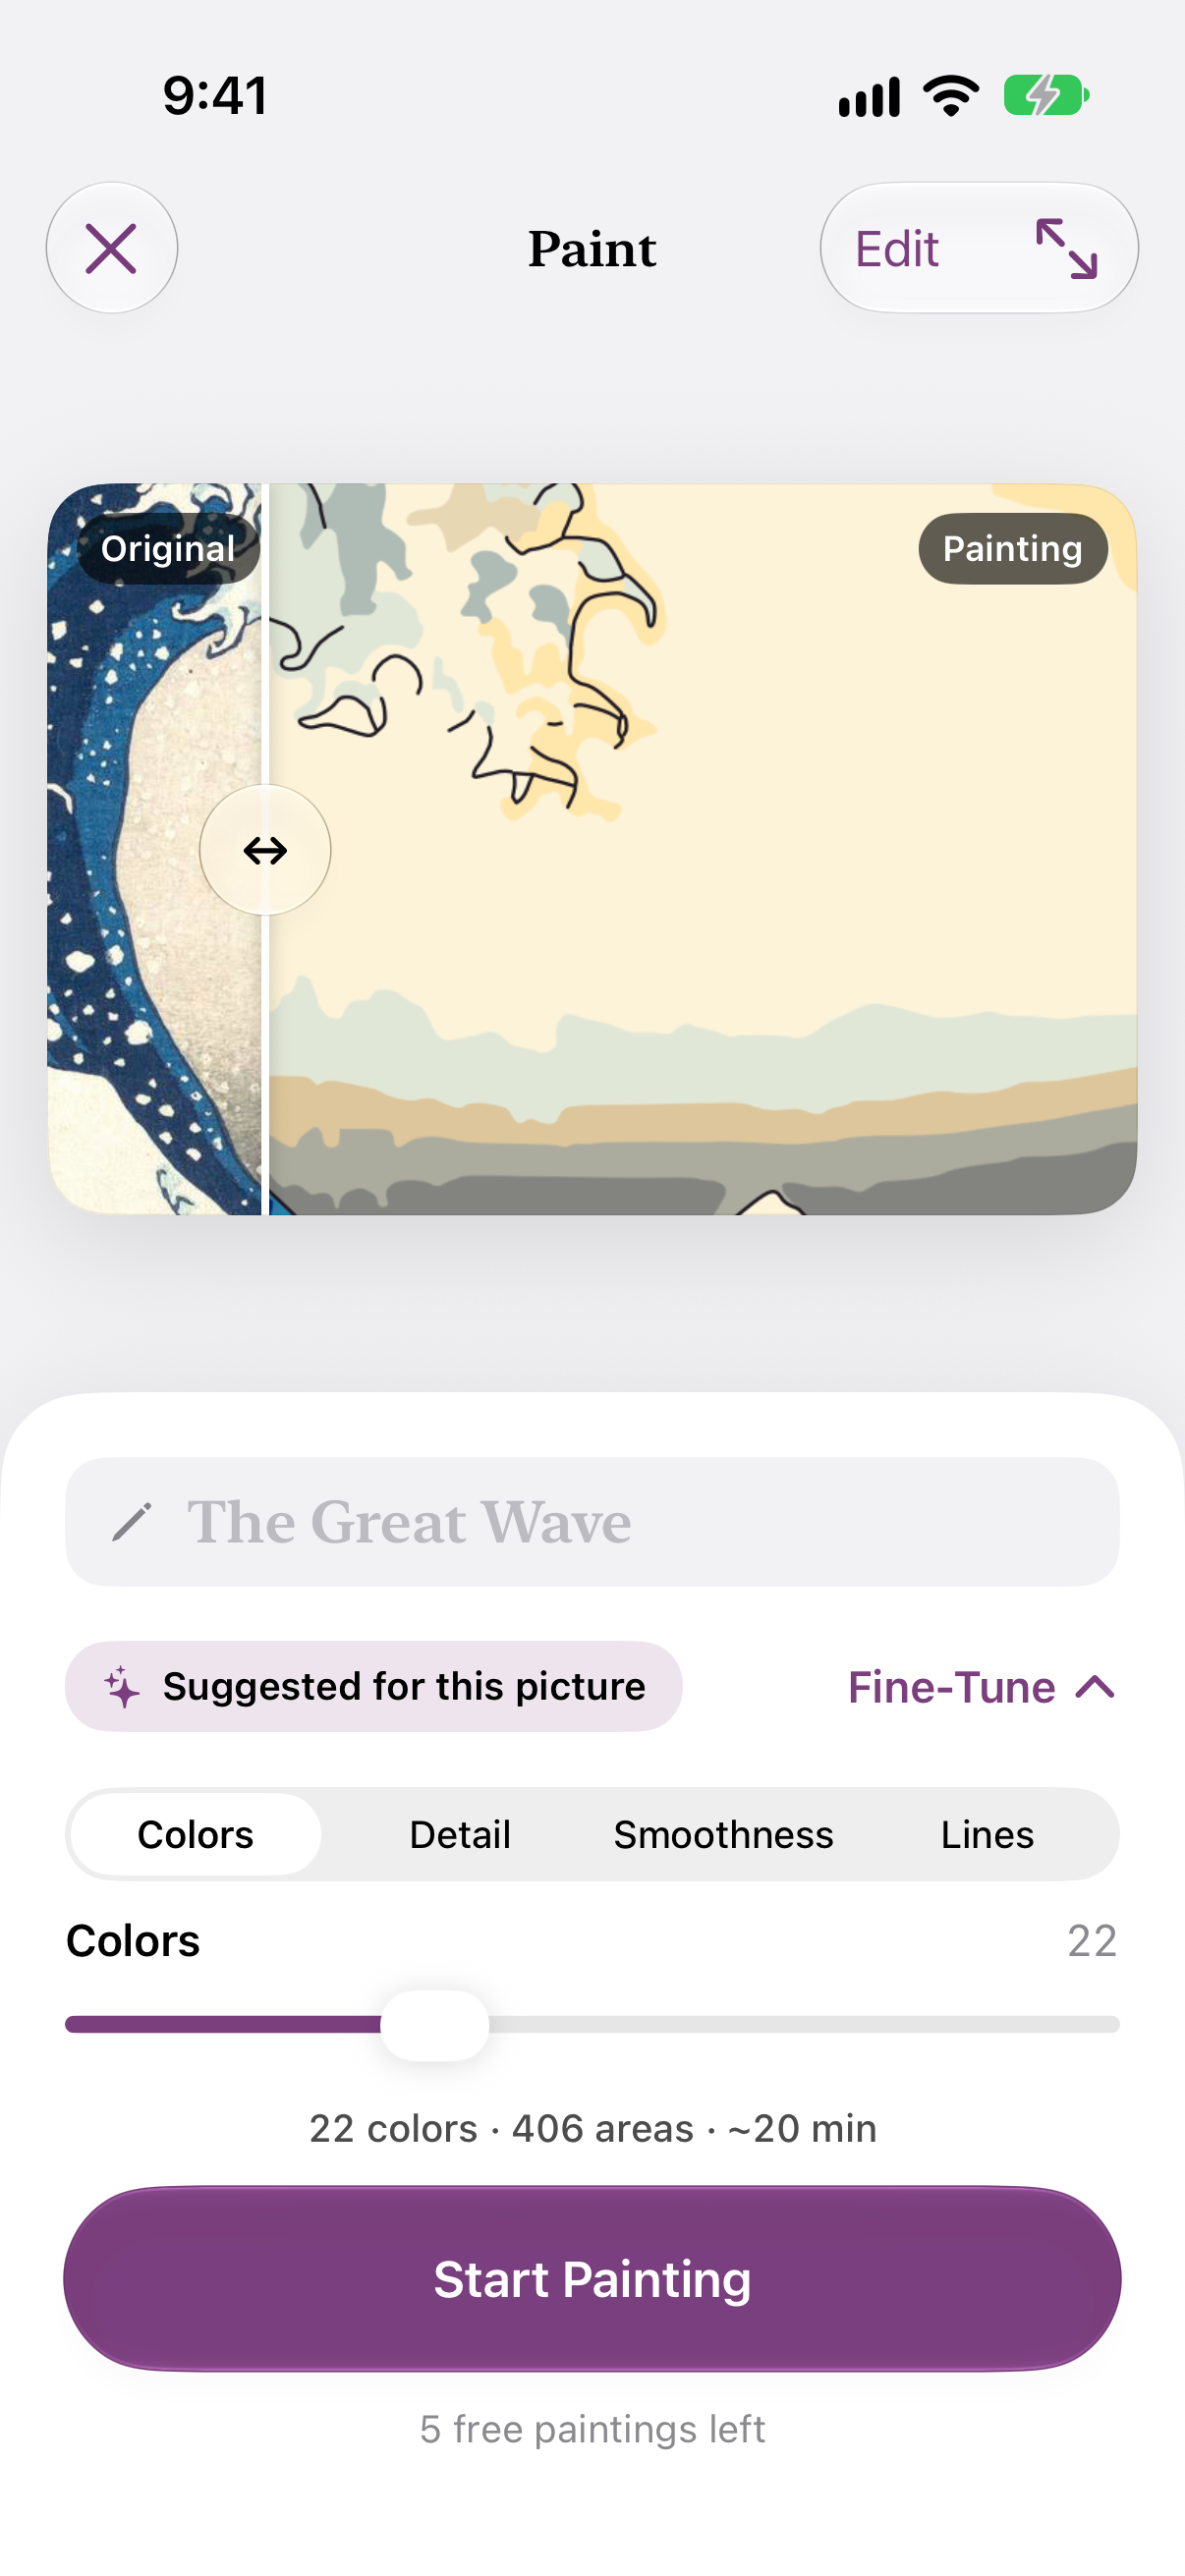 9:41
Paint
Edit
Original
Painting
The Great Wave
Suggested for this picture
Fine-Tune
Colors
Detail
Smoothness
Lines
Colors
22
22 colors · 406 areas · ~20 min
Start Painting
5 free paintings left